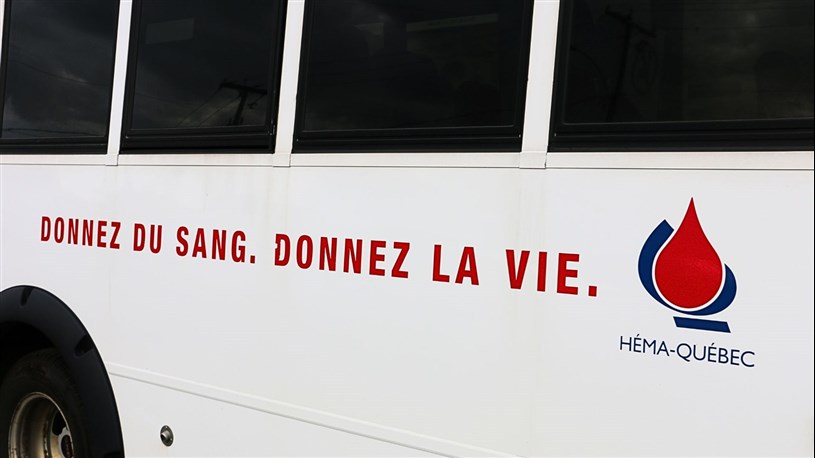 DONNEZ DU SANG. DONNEZ LA VIE.
HÉMA-QUÉBEC